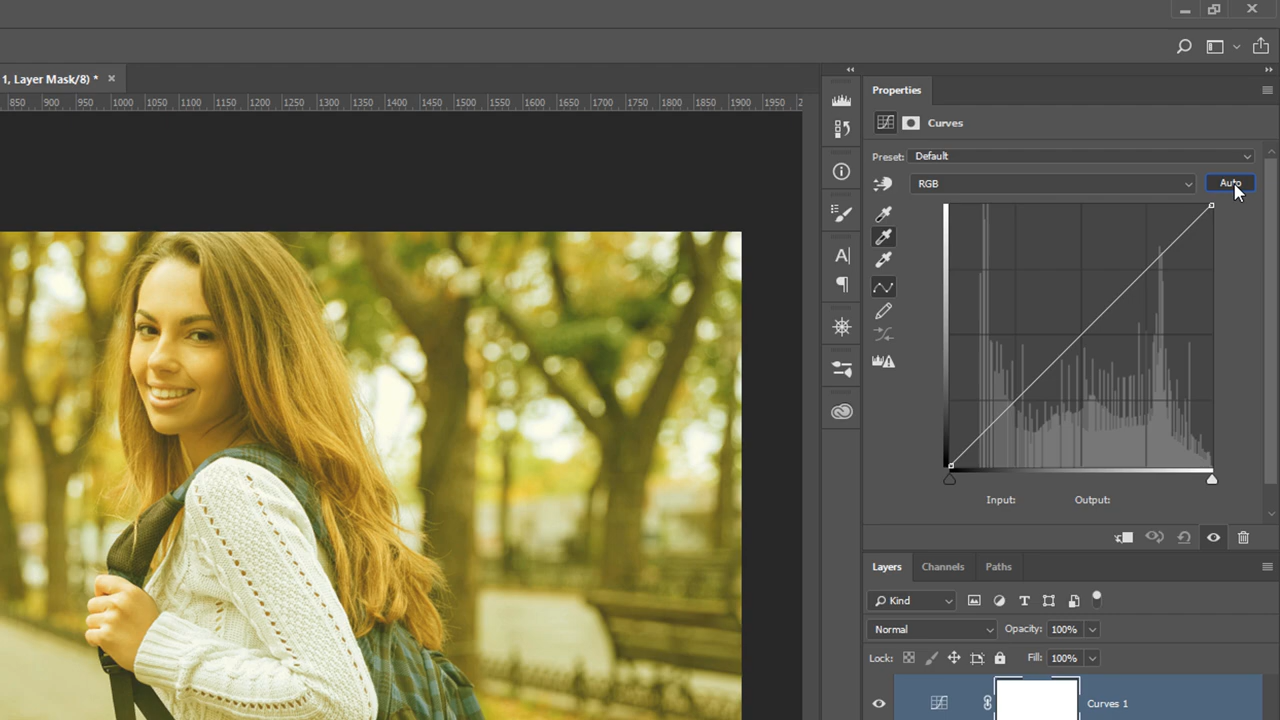 1, Layer Mask/8) * ×
850 900 950 1000 1050 1100 1150 1200 1250 1300 1350 1400 1450 1500 1550 1600 1650 1700 1750 1800 1850 1900 1950 2
Properties
Curves
Preset: Default
RGB Auto
Input: Output:
Layers Channels Paths
Kind T
Normal Opacity: 100%
Lock: Fill: 100%
Curves 1